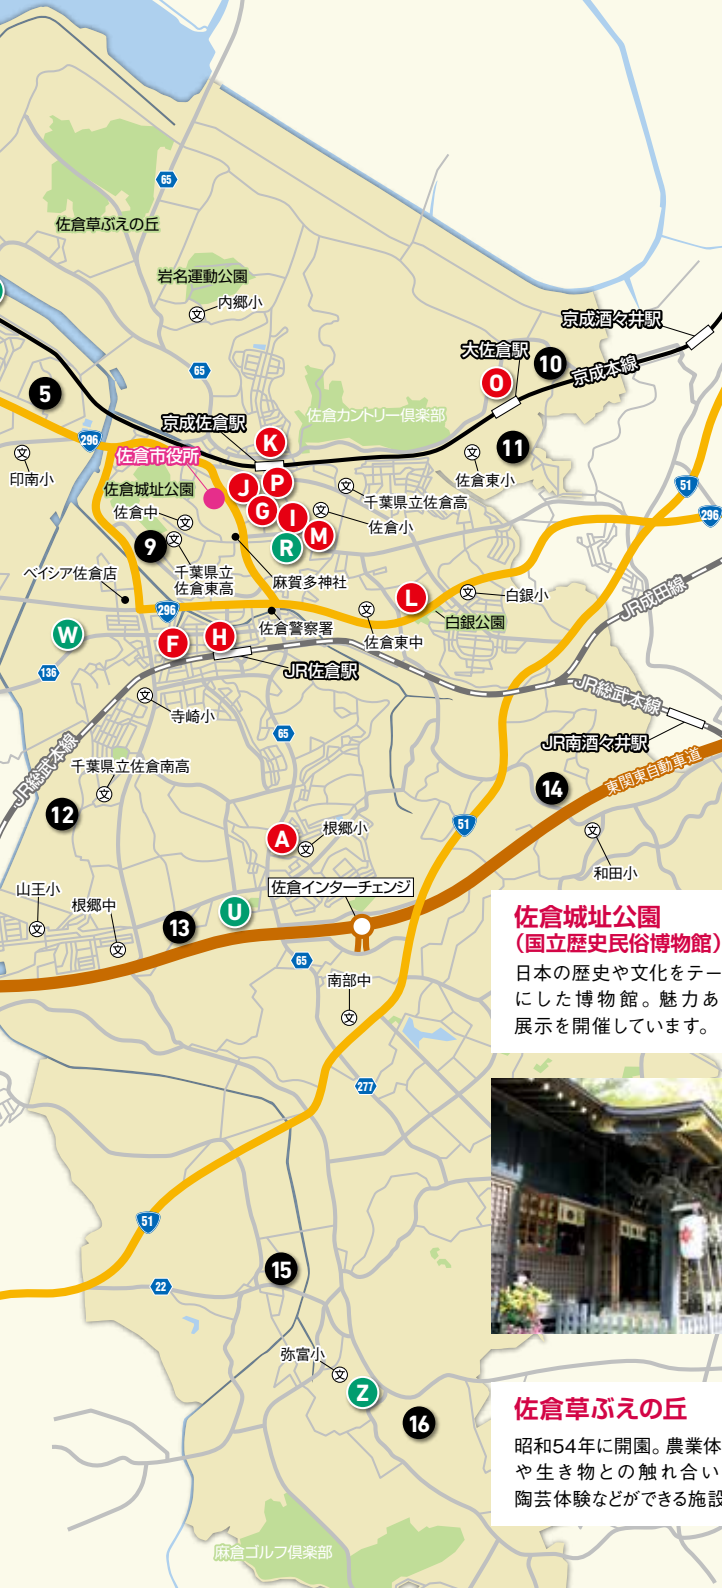 65
佐倉草ぶえの丘
岩名運動公園
内郷小
65
京成酒々井駅
大佐倉駅
10
O
京成本線
5
京成佐倉駅
佐倉カントリー倶楽部
K
296
佐倉市役所
11
印南小
佐倉東小
佐倉城址公園
J
P
千葉県立佐倉高
51
佐倉中
G
I
佐倉小
296
9
R
M
千葉県立
佐倉東高
麻賀多神社
ベイシア佐倉店
L
白銀小
JR成田線
296
佐倉警察署
白銀公園
W
F
H
佐倉東中
136
JR佐倉駅
JR総武本線
寺崎小
65
JR南酒々井駅
JR総武本線
千葉県立佐倉南高
東関東自動車道
14
12
51
A
根郷小
和田小
山王小
佐倉インターチェンジ
根郷中
U
13
65
南部中
佐倉城址公園
(国立歴史民俗博物館)
日本の歴史や文化をテー
にした博物館。魅力あ
展示を開催しています。
277
51
15
22
弥富小
Z
16
佐倉草ぶえの丘
昭和54年に開園。農業体
や生き物との触れ合い
陶芸体験などができる施設
麻倉ゴルフ倶楽部